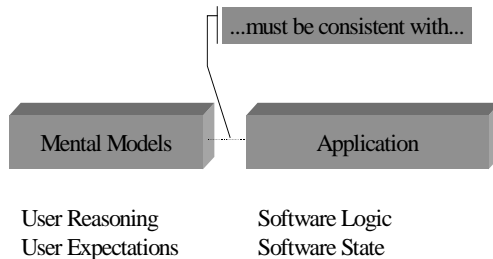 ...must be consistent with...
Mental Models
Application
User Reasoning
User Expectations
Software Logic
Software State